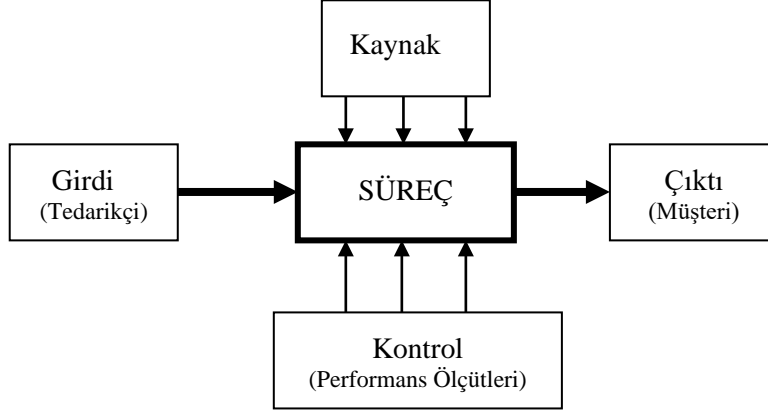 Kaynak
Girdi
(Tedarikçi)
SÜREÇ
Çıktı
(Müşteri)
Kontrol
(Performans Ölçütleri)